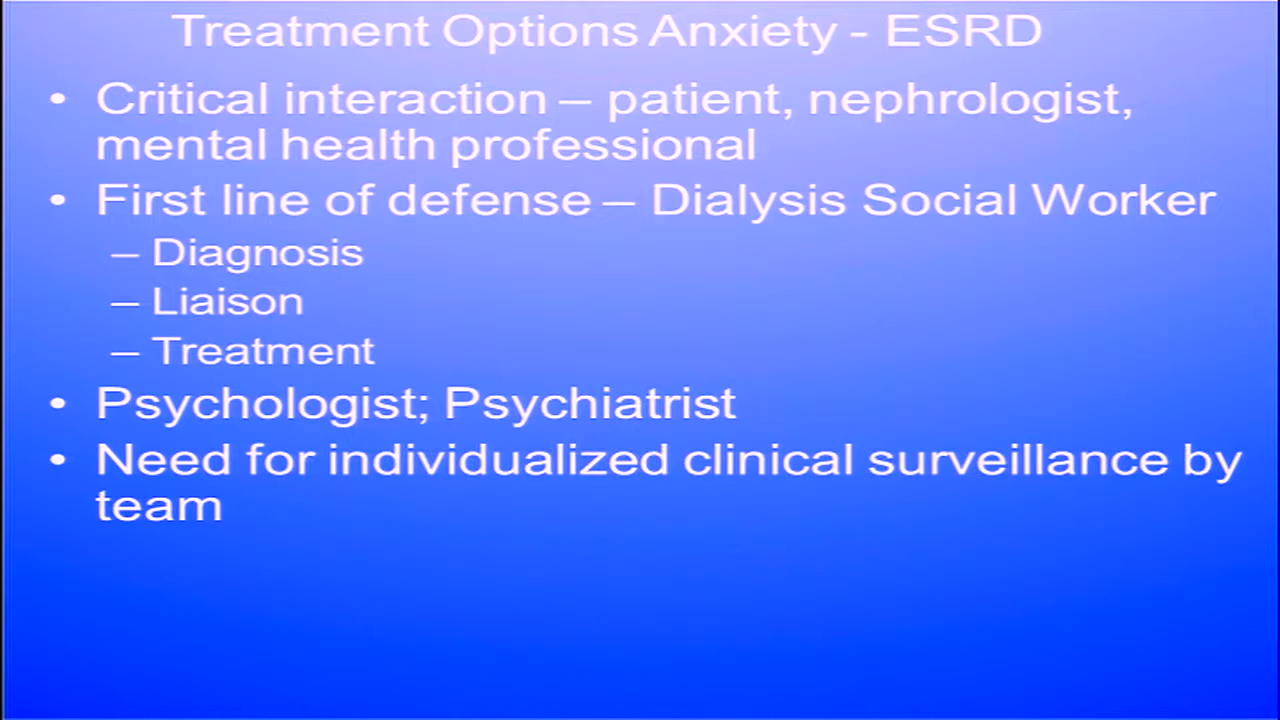 Treatment Options Anxiety - ESRD
• Critical interaction – patient, nephrologist,
mental health professional
• First line of defense – Dialysis Social Worker
– Diagnosis
– Liaison
– Treatment
• Psychologist; Psychiatrist
• Need for individualized clinical surveillance by
team